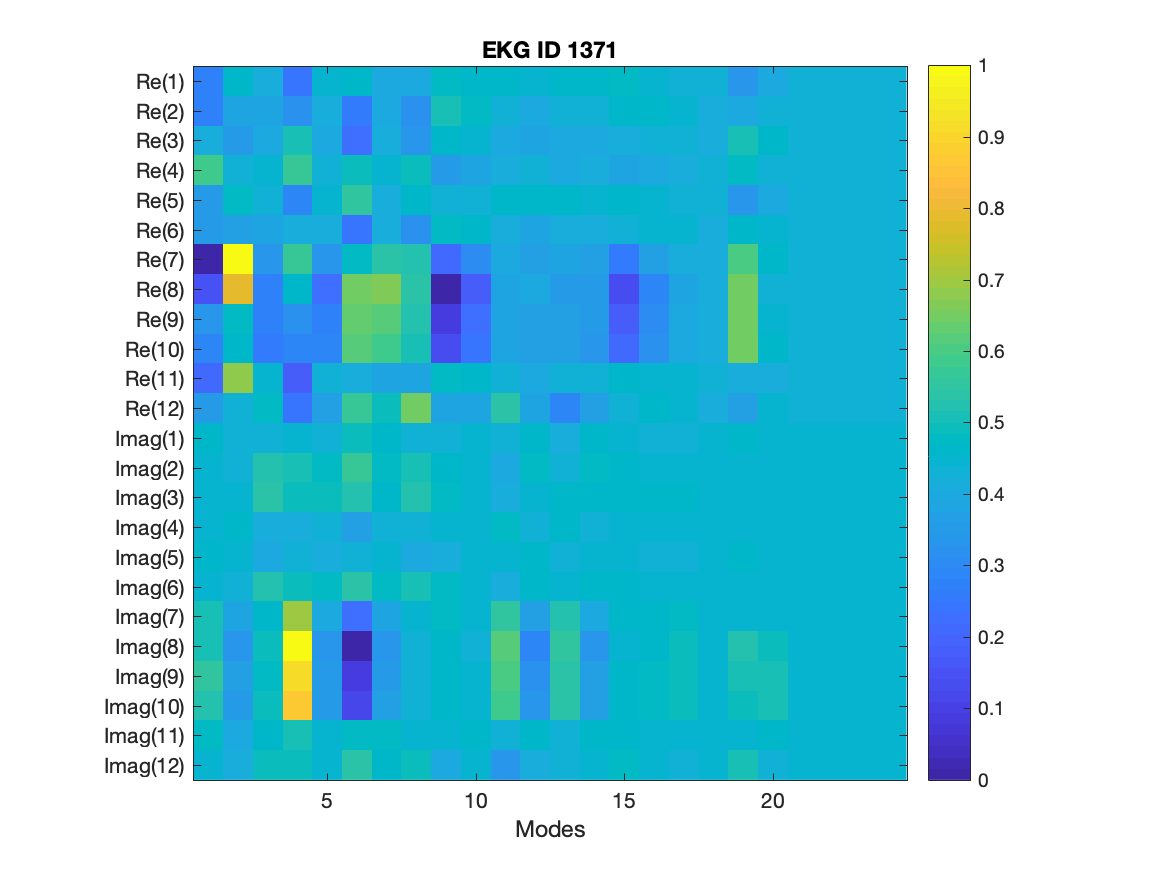 EKG ID 1371
Re(1)
Re(2)
Re(3)
Re(4)
Re(5)
Re(6)
Re(7)
Re(8)
Re(9)
Re(10)
Re(11)
Re(12)
Imag(1)
Imag(2)
Imag(3)
Imag(4)
Imag(5)
Imag(6)
Imag(7)
Imag(8)
Imag(9)
Imag(10)
Imag(11)
Imag(12)
5 10 15 20
Modes
1
0.9
0.8
0.7
0.6
0.5
0.4
0.3
0.2
0.1
0